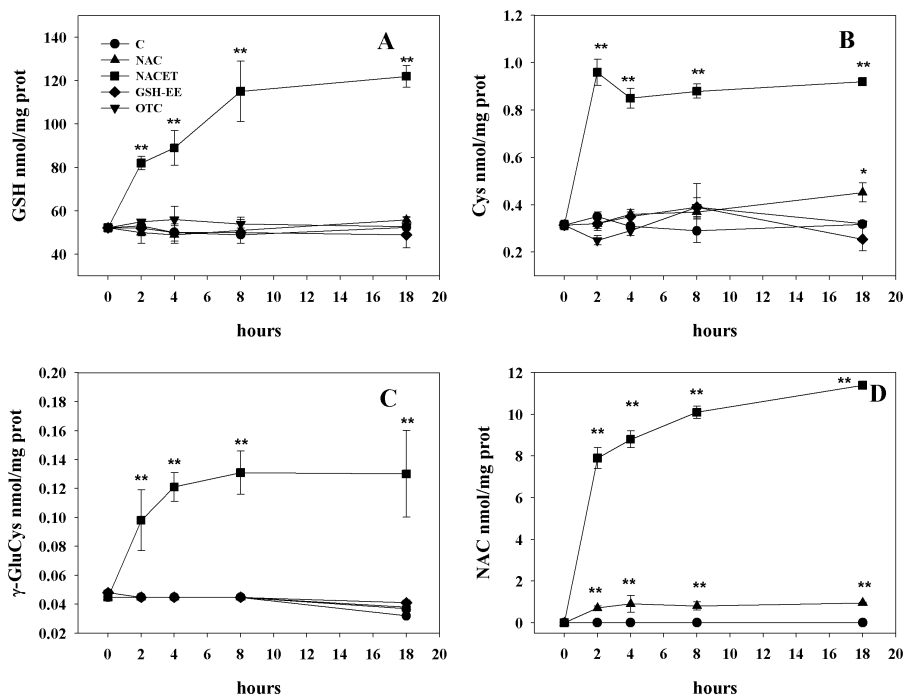 A
C
NAC
NACET
GSH-EE
OTC
** ** ** **
GSH nmol/mg prot
140
120
100
80
60
40
0 2 4 6 8 10 12 14 16 18 20
hours
B
** ** ** **
*
Cys nmol/mg prot
1.2
1.0
0.8
0.6
0.4
0.2
0 2 4 6 8 10 12 14 16 18 20
hours
C
** ** ** **
γ-GluCys nmol/mg prot
0.20
0.18
0.16
0.14
0.12
0.10
0.08
0.06
0.04
0.02
0 2 4 6 8 10 12 14 16 18 20
hours
D
** ** ** **
** ** ** **
NAC nmol/mg prot
12
10
8
6
4
2
0
0 2 4 6 8 10 12 14 16 18 20
hours